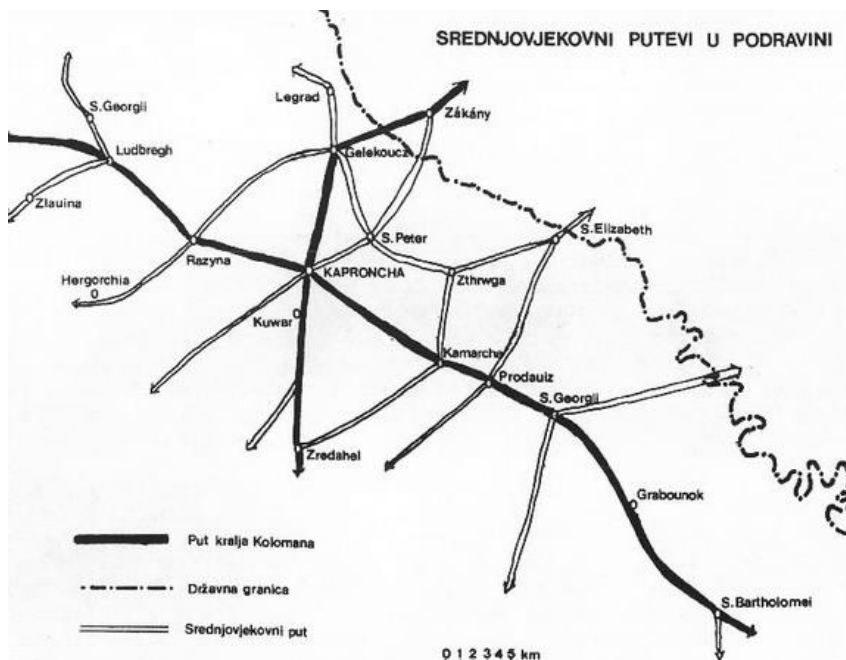 SREDNJOVJEKOVNI PUTEVI U PODRAVINI
Legrad
S.Georgii
Zákány
Ludbregh
Gelekoucz
Zlauina
S.Peter
S.Elizabeth
Razyna
KAPRONCHA
Zthrwga
Hergorchia
Kuwar
Kamarcha
Prodauiz
S.Georgii
Zredahel
Grabounok
Put kralja Kolomana
Državna granica
S.Bartholomei
Srednjovjekovni put
0 1 2 3 4 5 km